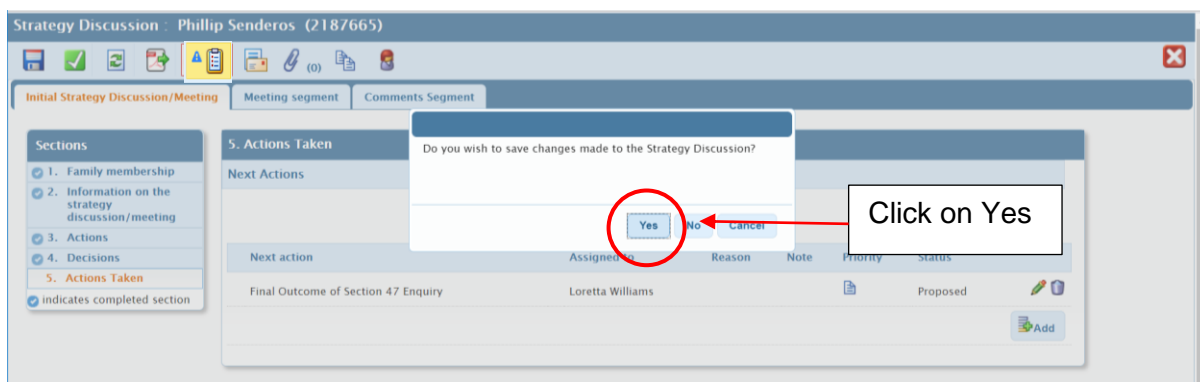 Strategy Discussion : Phillip Senderos (2187665)
(0)
Initial Strategy Discussion/Meeting Meeting segment Comments Segment
Sections
1. Family membership
2. Information on the
strategy
discussion/meeting
3. Actions
4. Decisions
5. Actions Taken
indicates completed section
5. Actions Taken
Next Actions
Do you wish to save changes made to the Strategy Discussion?
Yes No Cancel
Click on Yes
Next action Assigned to Reason Note Priority Status
Final Outcome of Section 47 Enquiry Loretta Williams Proposed
Add